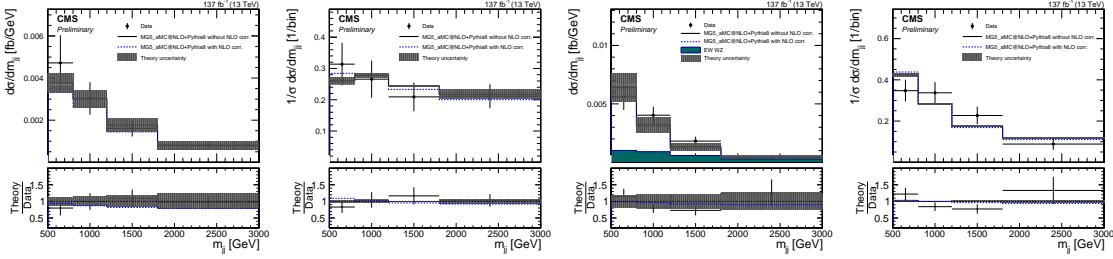 137 fb⁻¹ (13 TeV)
CMS
Preliminary
Data
MG5_aMC@NLO+Pythia8 without NLO corr.
MG5_aMC@NLO+Pythia8 with NLO corr.
Theory uncertainty
dσ/dm_jj [fb/GeV]
0.006
0.004
0.002
Theory
Data
1.5
1
0.5
500 1000 1500 2000 2500 3000
m_jj [GeV]
137 fb⁻¹ (13 TeV)
CMS
Preliminary
Data
MG5_aMC@NLO+Pythia8 without NLO corr.
MG5_aMC@NLO+Pythia8 with NLO corr.
Theory uncertainty
1/σ dσ/dm_jj [1/bin]
0.5
0.4
0.3
0.2
0.1
Theory
Data
1.5
1
0.5
500 1000 1500 2000 2500 3000
m_jj [GeV]
137 fb⁻¹ (13 TeV)
CMS
Preliminary
Data
MG5_aMC@NLO+Pythia8 without NLO corr.
MG5_aMC@NLO+Pythia8 with NLO corr.
EW WZ
Theory uncertainty
dσ/dm_jj [fb/GeV]
0.01
0.005
Theory
Data
1.5
1
0.5
500 1000 1500 2000 2500 3000
m_jj [GeV]
137 fb⁻¹ (13 TeV)
CMS
Preliminary
Data
MG5_aMC@NLO+Pythia8 without NLO corr.
MG5_aMC@NLO+Pythia8 with NLO corr.
Theory uncertainty
1/σ dσ/dm_jj [1/bin]
0.6
0.4
0.2
Theory
Data
1.5
1
0.5
500 1000 1500 2000 2500 3000
m_jj [GeV]